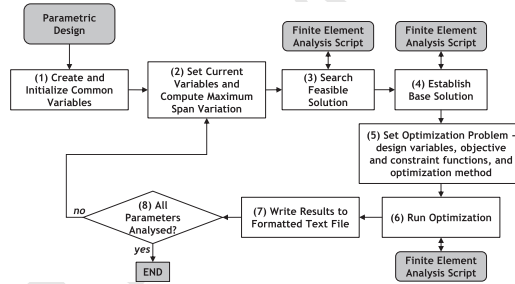 Parametric
Design
Finite Element
Analysis Script
Finite Element
Analysis Script
(1) Create and
Initialize Common
Variables
(2) Set Current
Variables and
Compute Maximum
Span Variation
(3) Search
Feasible
Solution
(4) Establish
Base Solution
(5) Set Optimization Problem -
design variables, objective
and constraint functions, and
optimization method
(6) Run Optimization
(7) Write Results to
Formatted Text File
(8) All
Parameters
Analysed?
no
yes
END
Finite Element
Analysis Script